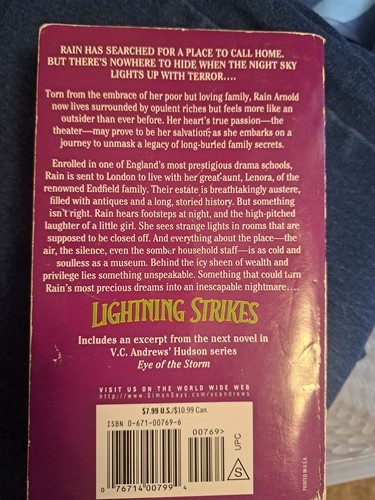 RAIN HAS SEARCHED FOR A PLACE TO CALL HOME.
BUT THERE'S NOWHERE TO HIDE WHEN THE NIGHT SKY
LIGHTS UP WITH TERROR....
Torn from the embrace of her poor but loving family, Rain Arnold
now lives surrounded by opulent riches but feels more like an
outsider than ever before. Her heart's true passion—the
theater—may prove to be her salvation, as she embarks on a
journey to unmask a legacy of long-buried family secrets.
Enrolled in one of England's most prestigious drama schools,
Rain is sent to London to live with her great-aunt, Lenora, of the
renowned Endfield family. Their estate is breathtakingly austere,
filled with antiques and a long, storied history. But something
isn't right. Rain hears footsteps at night, and the high-pitched
laughter of a little girl. She sees strange lights in rooms that are
supposed to be closed off. And everything about the place—the
air, the silence, even the somber household staff—is as cold and
soulless as a museum. Behind the icy sheen of wealth and
privilege lies something unspeakable. Something that could turn
Rain's most precious dreams into an inescapable nightmare....
LIGHTNING STRIKES
Includes an excerpt from the next novel in
V.C. Andrews' Hudson series
Eye of the Storm
VISIT US ON THE WORLD WIDE WEB
http://www.SimonSays.com/vcandrews
$7.99 U.S./$10.99 Can.
ISBN 0-671-00769-6
00769>
0 76714 00799 4
S
UPC
PRINTED IN U.S.A.